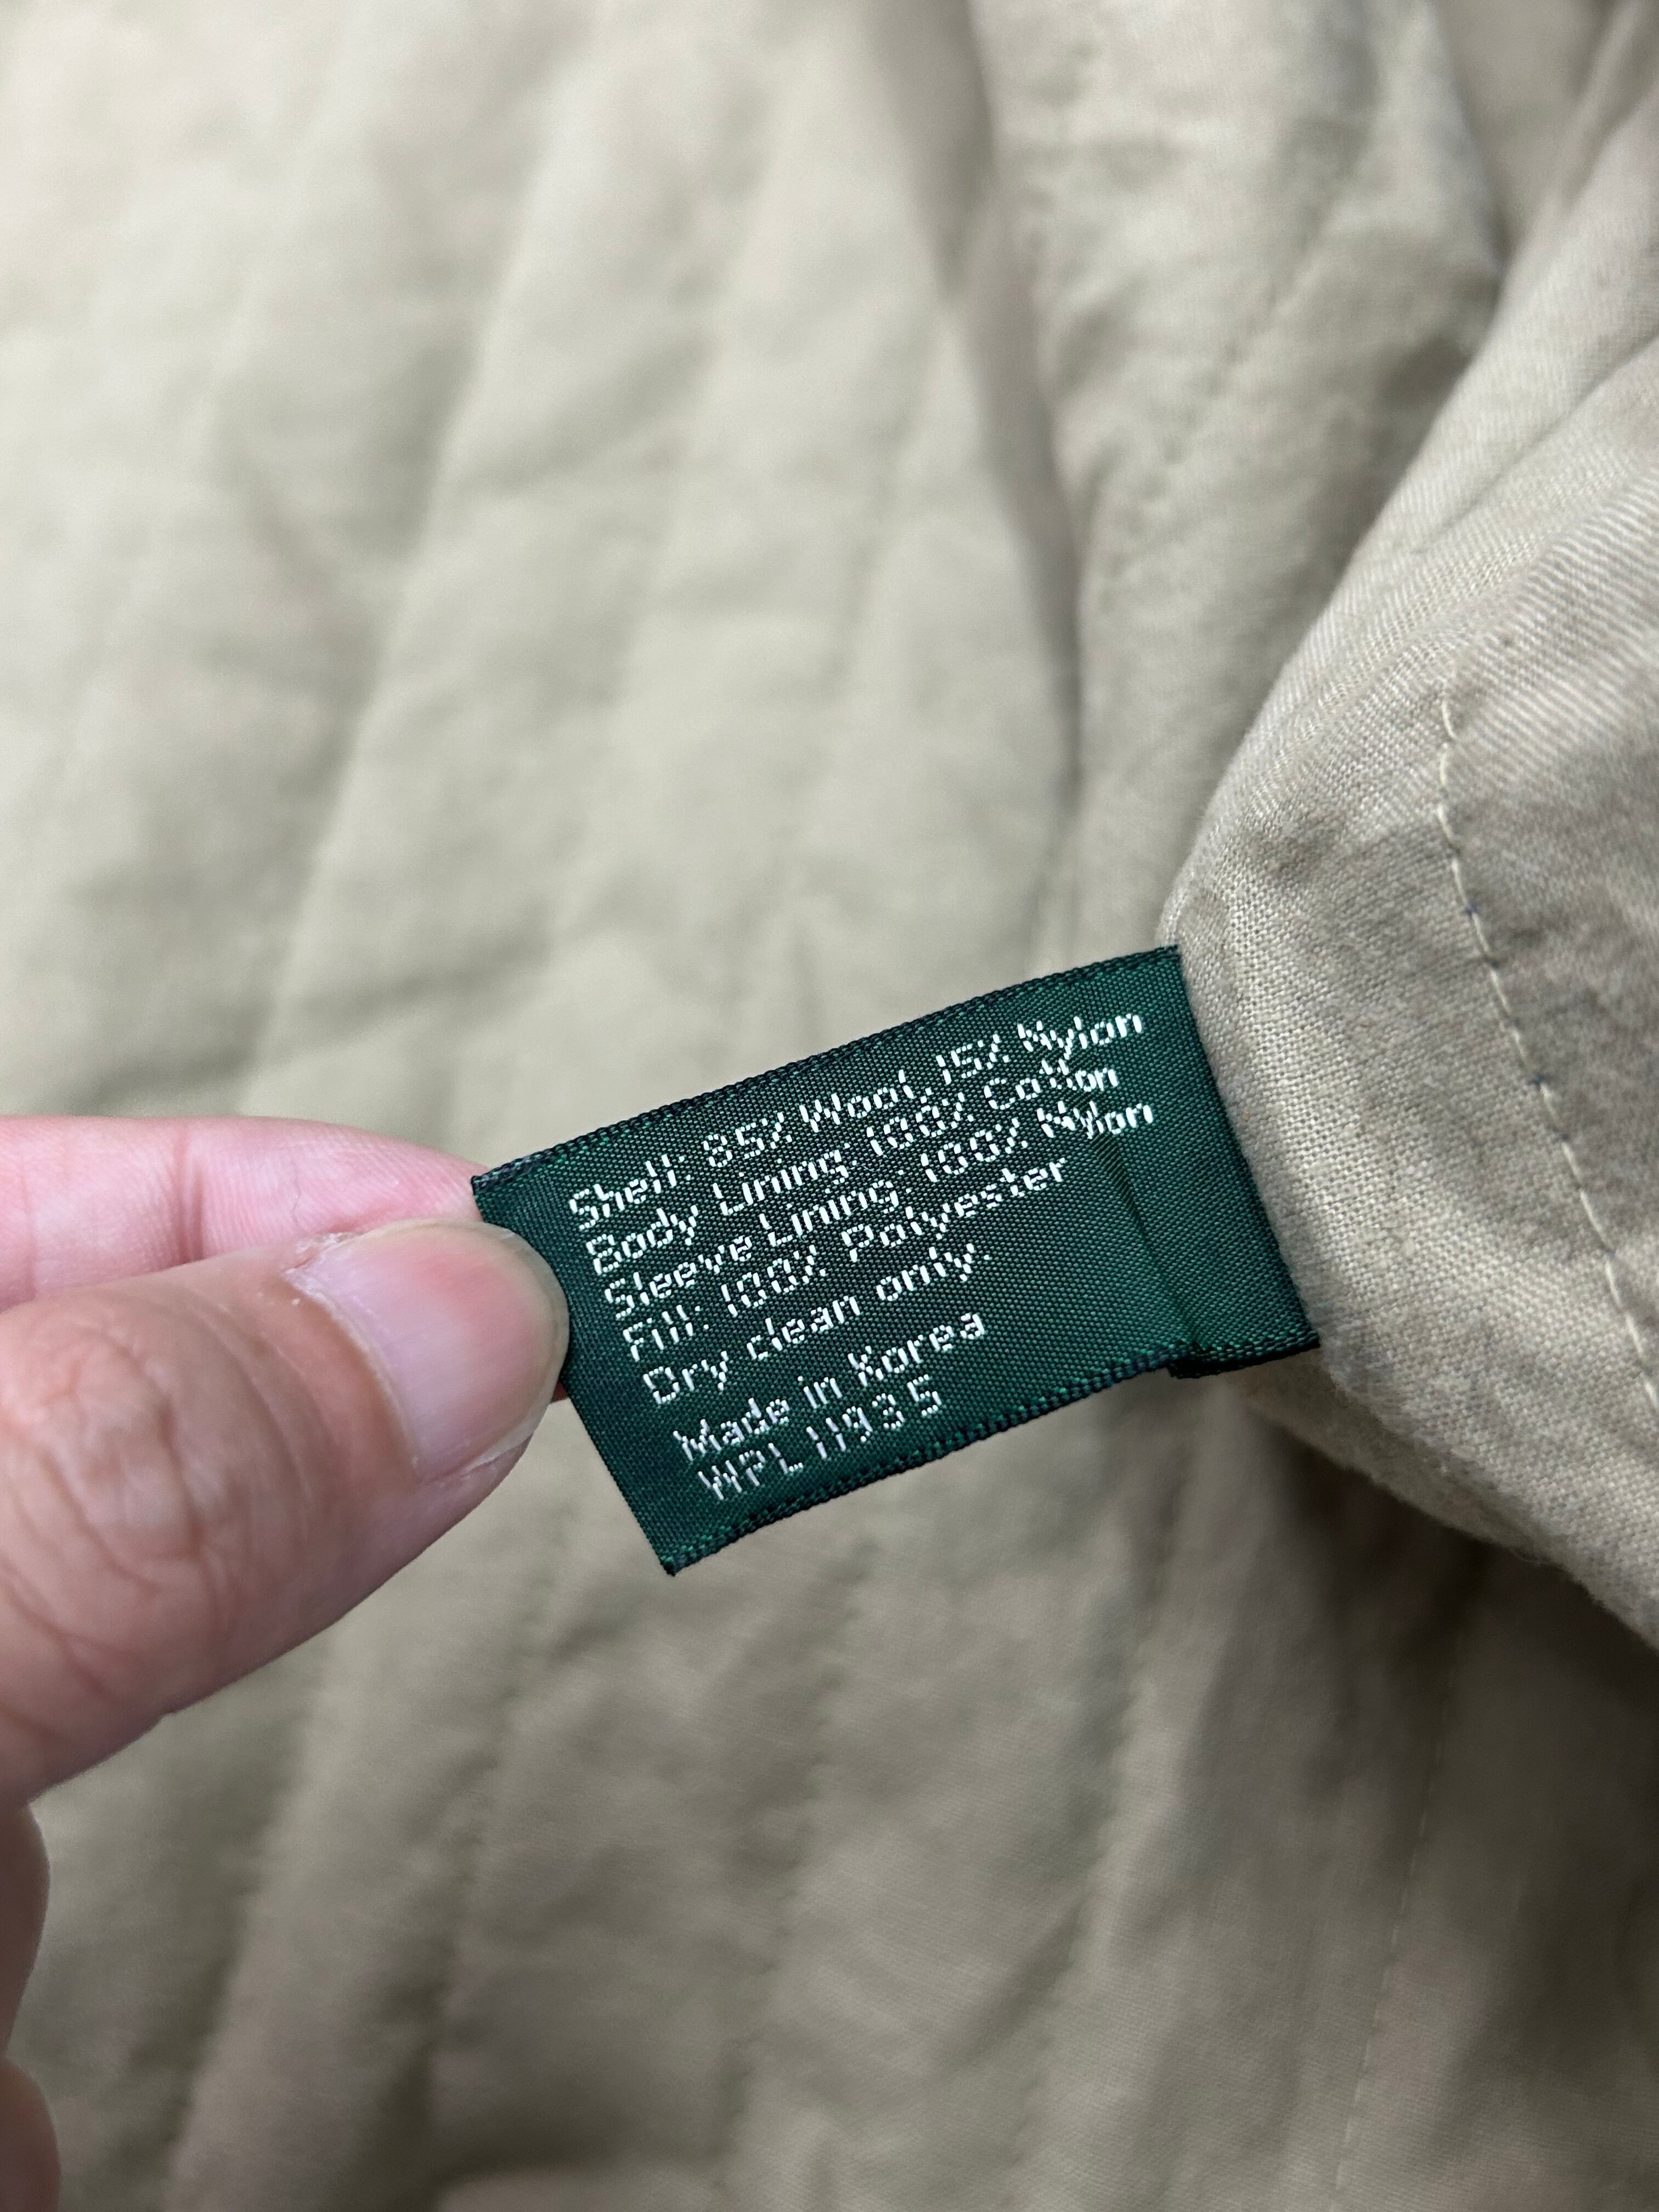 Shell: 85% Wool, 15% Nylon
Body Lining: 100% Cotton
Sleeve Lining: 100% Nylon
Fill: 100% Polyester
Dry clean only.
Made in Korea
WPL 11935